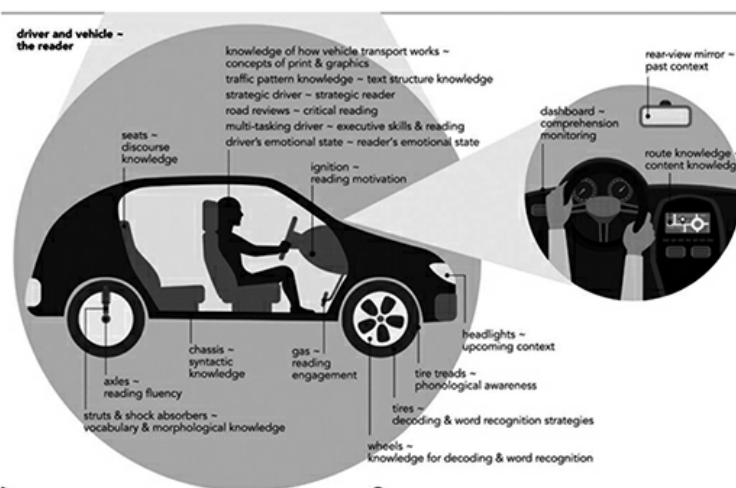 driver and vehicle ~
the reader
knowledge of how vehicle transport works ~
concepts of print & graphics
traffic pattern knowledge ~ text structure knowledge
strategic driver ~ strategic reader
road reviews ~ critical reading
multi-tasking driver ~ executive skills & reading
driver's emotional state ~ reader's emotional state
seats ~
discourse
knowledge
ignition ~
reading motivation
rear-view mirror ~
past context
dashboard ~
comprehension
monitoring
route knowledge ~
content knowledge
headlights ~
upcoming context
chassis ~
syntactic
knowledge
gas ~
reading
engagement
tire treads ~
phonological awareness
axles ~
reading fluency
struts & shock absorbers ~
vocabulary & morphological knowledge
tires ~
decoding & word recognition strategies
wheels ~
knowledge for decoding & word recognition